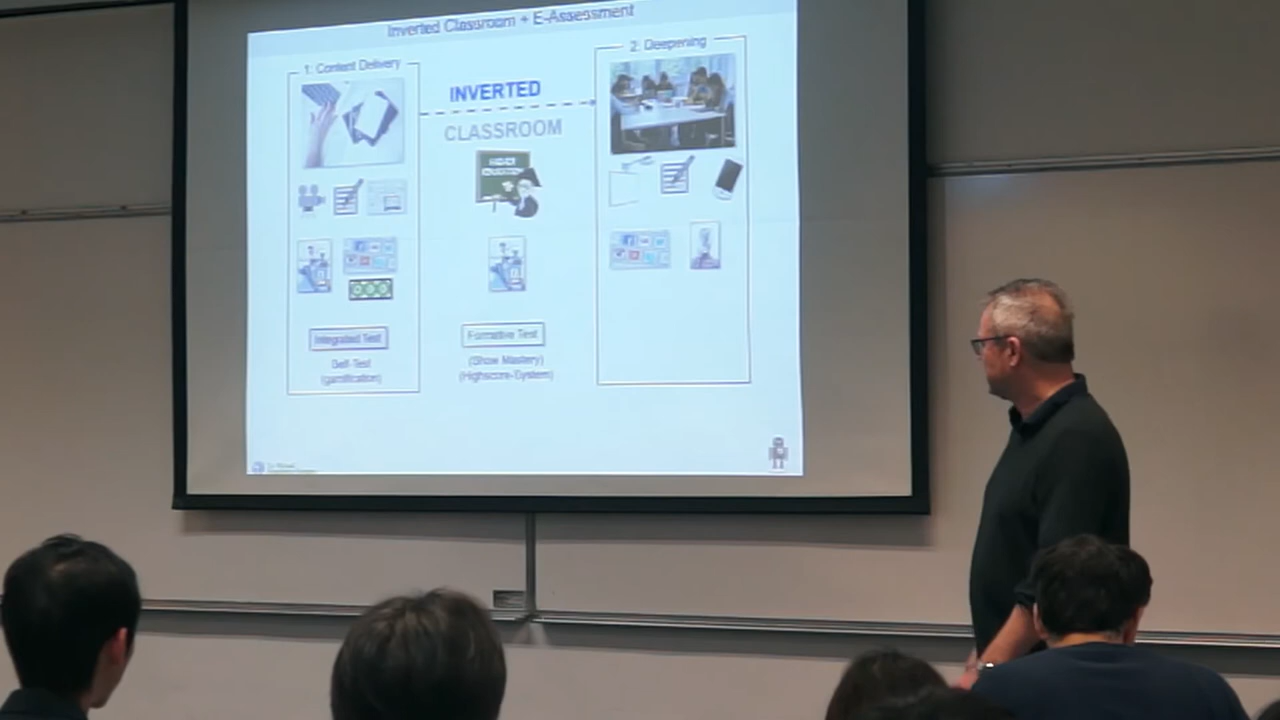 Inverted Classroom + E-Assessment
1: Content Delivery
2: Deepening
INVERTED
CLASSROOM
Integrated Test
Formative Test
Self-Test
(gamification)
(Show Mastery)
(Highscore-System)